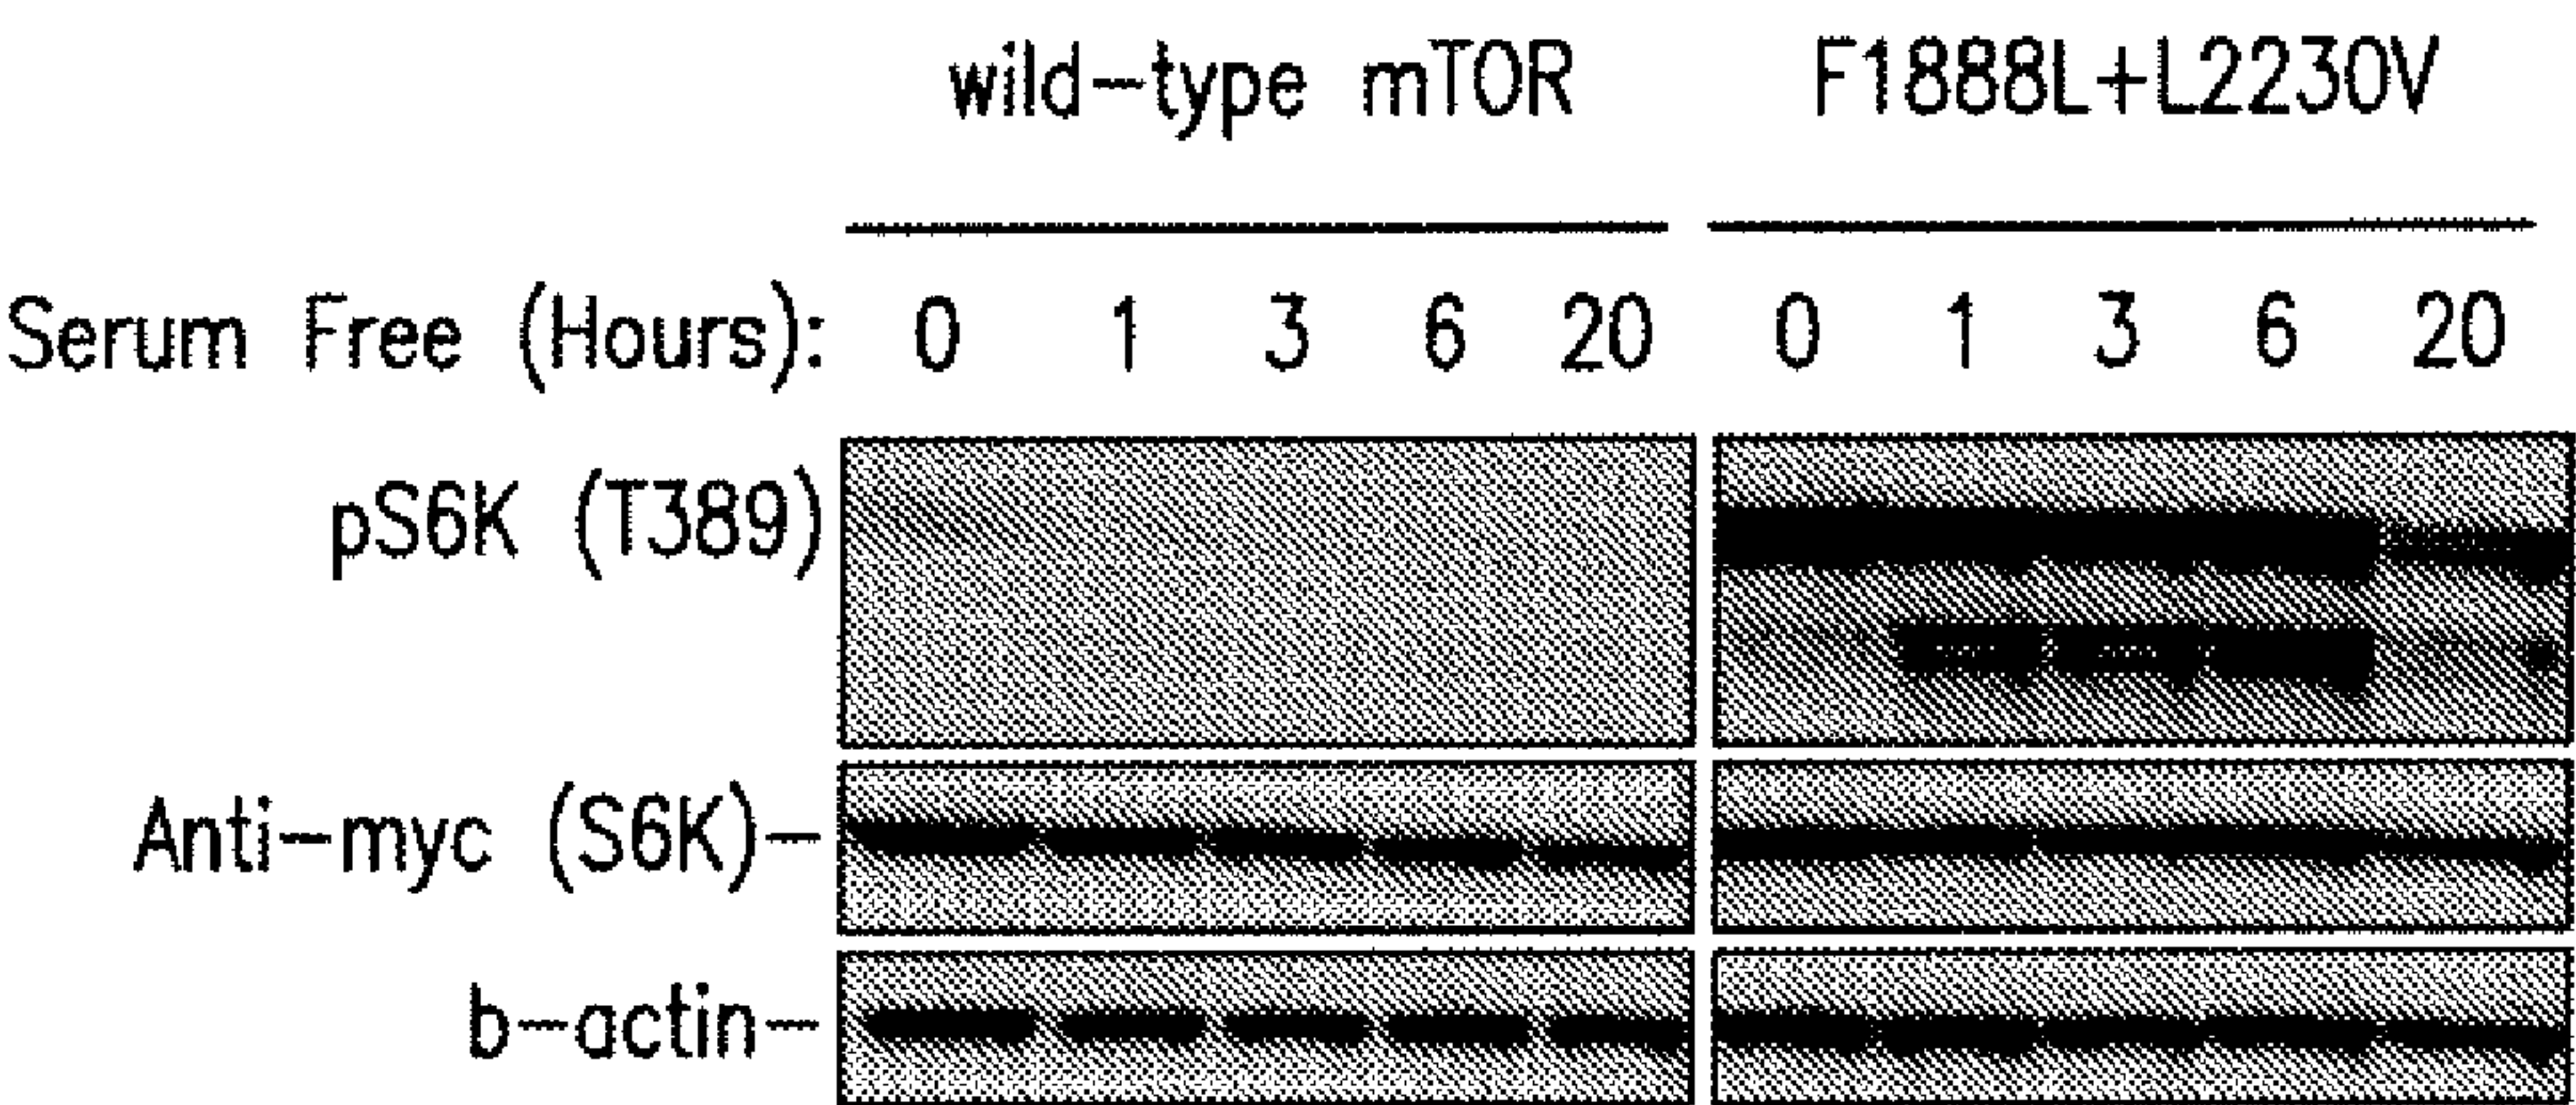 wild-type mTOR F1888L+L2230V
Serum Free (Hours): 0 1 3 6 20 0 1 3 6 20
pS6K (T389)
Anti-myc (S6K)-
b-actin-